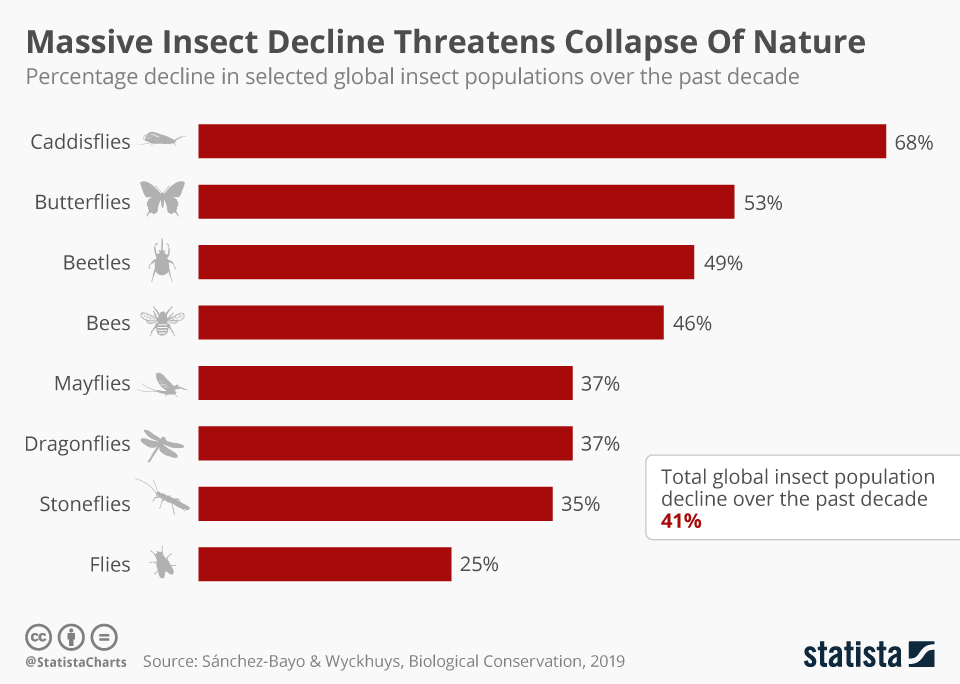 Massive Insect Decline Threatens Collapse Of Nature
Percentage decline in selected global insect populations over the past decade
Caddisflies 68%
Butterflies 53%
Beetles 49%
Bees 46%
Mayflies 37%
Dragonflies 37%
Stoneflies 35%
Flies 25%
Total global insect population
decline over the past decade
41%
cc
@StatistaCharts Source: Sánchez-Bayo & Wyckhuys, Biological Conservation, 2019
statista